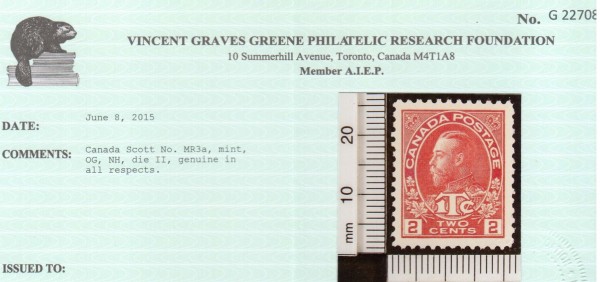 No. G 22708
VINCENT GRAVES GREENE PHILATELIC RESEARCH FOUNDATION
10 Summerhill Avenue, Toronto, Canada M4T1A8
Member A.I.E.P.
DATE: June 8, 2015
COMMENTS: Canada Scott No. MR3a, mint,
OG, NH, die II, genuine in
all respects.
ISSUED TO:
mm 10 20
CANADA POSTAGE
1Tc
2 TWO CENTS 2